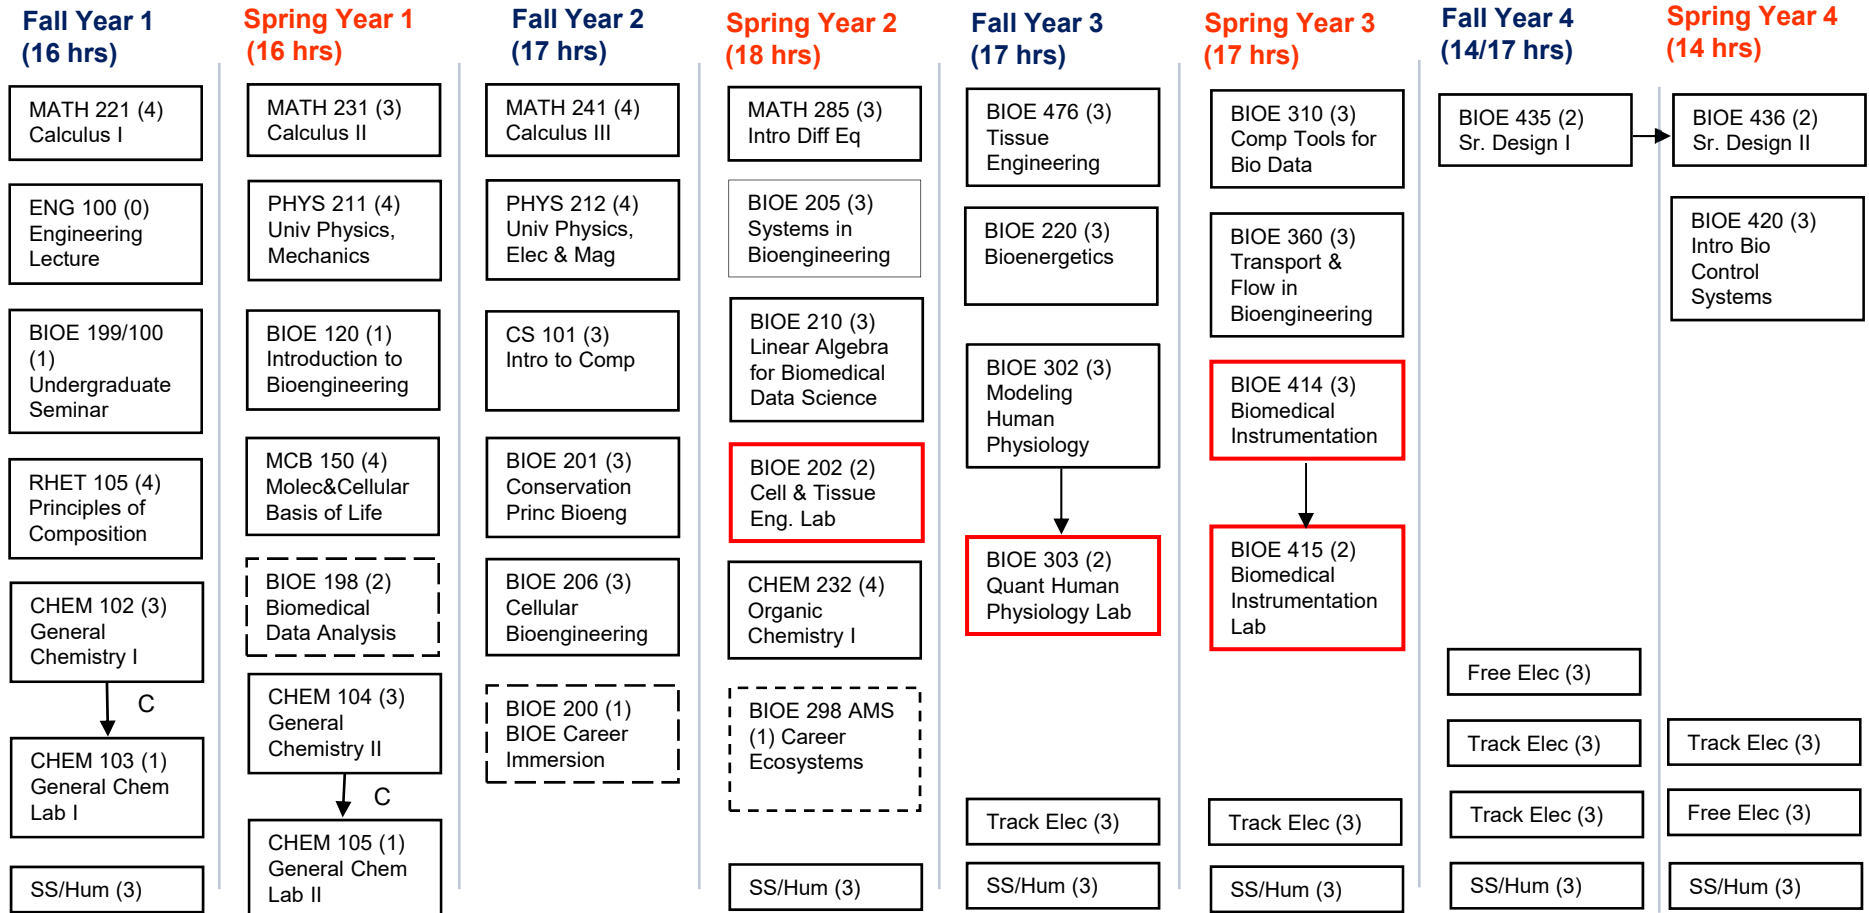 Fall Year 1
(16 hrs)
MATH 221 (4)
Calculus I
ENG 100 (0)
Engineering
Lecture
BIOE 199/100
(1)
Undergraduate
Seminar
RHET 105 (4)
Principles of
Composition
CHEM 102 (3)
General
Chemistry I
C
CHEM 103 (1)
General Chem
Lab I
SS/Hum (3)
Spring Year 1
(16 hrs)
MATH 231 (3)
Calculus II
PHYS 211 (4)
Univ Physics,
Mechanics
BIOE 120 (1)
Introduction to
Bioengineering
MCB 150 (4)
Molec&Cellular
Basis of Life
BIOE 198 (2)
Biomedical
Data Analysis
CHEM 104 (3)
General
Chemistry II
C
CHEM 105 (1)
General Chem
Lab II
Fall Year 2
(17 hrs)
MATH 241 (4)
Calculus III
PHYS 212 (4)
Univ Physics,
Elec & Mag
CS 101 (3)
Intro to Comp
BIOE 201 (3)
Conservation
Princ Bioeng
BIOE 206 (3)
Cellular
Bioengineering
BIOE 200 (1)
BIOE Career
Immersion
Spring Year 2
(18 hrs)
MATH 285 (3)
Intro Diff Eq
BIOE 205 (3)
Systems in
Bioengineering
BIOE 210 (3)
Linear Algebra
for Biomedical
Data Science
BIOE 202 (2)
Cell & Tissue
Eng. Lab
CHEM 232 (4)
Organic
Chemistry I
BIOE 298 AMS
(1) Career
Ecosystems
SS/Hum (3)
Fall Year 3
(17 hrs)
BIOE 476 (3)
Tissue
Engineering
BIOE 220 (3)
Bioenergetics
BIOE 302 (3)
Modeling
Human
Physiology
BIOE 303 (2)
Quant Human
Physiology Lab
Track Elec (3)
SS/Hum (3)
Spring Year 3
(17 hrs)
BIOE 310 (3)
Comp Tools for
Bio Data
BIOE 360 (3)
Transport &
Flow in
Bioengineering
BIOE 414 (3)
Biomedical
Instrumentation
BIOE 415 (2)
Biomedical
Instrumentation
Lab
Track Elec (3)
SS/Hum (3)
Fall Year 4
(14/17 hrs)
BIOE 435 (2)
Sr. Design I
Free Elec (3)
Track Elec (3)
Track Elec (3)
SS/Hum (3)
Spring Year 4
(14 hrs)
BIOE 436 (2)
Sr. Design II
BIOE 420 (3)
Intro Bio
Control
Systems
Track Elec (3)
Free Elec (3)
SS/Hum (3)